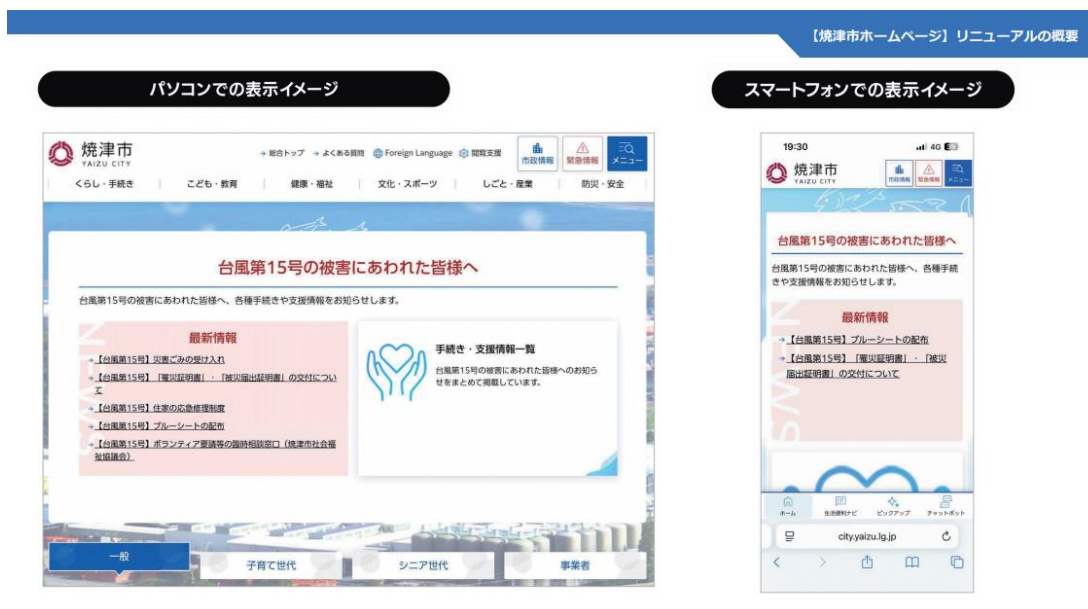 【焼津市ホームページ】リニューアルの概要
パソコンでの表示イメージ
焼津市
YAIZU CITY
総合トップ
よくある質問
Foreign Language
閲覧支援
市政情報
緊急情報
メニュー
くらし・手続き
こども・教育
健康・福祉
文化・スポーツ
しごと・産業
防災・安全
台風第15号の被害にあわれた皆様へ
台風第15号の被害にあわれた皆様へ、各種手続きや支援情報をお知らせします。
NEWS
最新情報
【台風第15号】災害ごみの受け入れ
【台風第15号】「罹災証明書」・「被災届出証明書」の交付につい
て
【台風第15号】住家の応急修理制度
【台風第15号】ブルーシートの配布
【台風第15号】ボランティア要請等の臨時相談窓口（焼津市社会福
祉協議会）
手続き・支援情報一覧
台風第15号の被害にあわれた皆様へのお知ら
せをまとめて掲載しています。
一般
子育て世代
シニア世代
事業者
スマートフォンでの表示イメージ
19:30
4G
焼津市
YAIZU CITY
市政情報
緊急情報
メニュー
台風第15号の被害にあわれた皆様へ
台風第15号の被害にあわれた皆様へ、各種手続
きや支援情報をお知らせします。
NEWS
最新情報
【台風第15号】ブルーシートの配布
【台風第15号】「罹災証明書」・「被災
届出証明書」の交付について
ホーム
生活便利ナビ
ピックアップ
チャットボット
city.yaizu.lg.jp